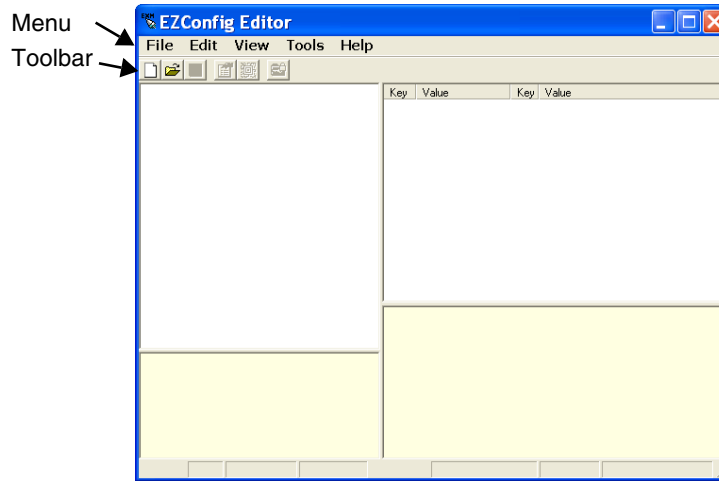 EZConfig Editor
Menu
File Edit View Tools Help
Toolbar
Key Value Key Value